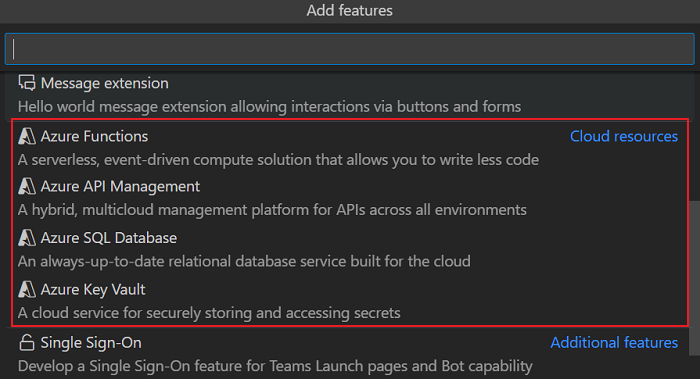 Add features
Message extension
Hello world message extension allowing interactions via buttons and forms
Azure Functions Cloud resources
A serverless, event-driven compute solution that allows you to write less code
Azure API Management
A hybrid, multicloud management platform for APIs across all environments
Azure SQL Database
An always-up-to-date relational database service built for the cloud
Azure Key Vault
A cloud service for securely storing and accessing secrets
Single Sign-On Additional features
Develop a Single Sign-On feature for Teams Launch pages and Bot capability